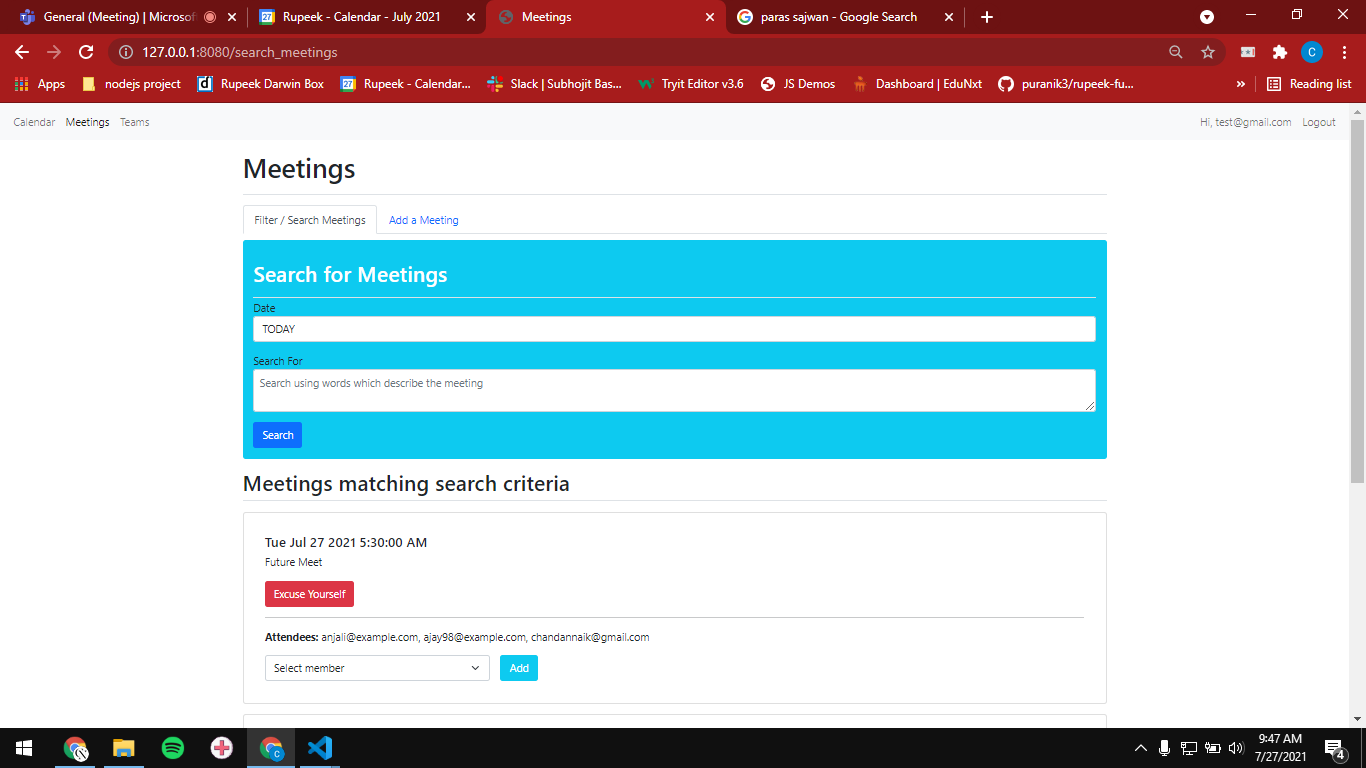 General (Meeting) | Microsof
Rupeek - Calendar - July 2021
Meetings
paras sajwan - Google Search
127.0.0.1:8080/search_meetings
C
Apps
nodejs project
Rupeek Darwin Box
Rupeek - Calendar...
Slack | Subhojit Bas...
Tryit Editor v3.6
JS Demos
Dashboard | EduNxt
puranik3/rupeek-fu...
»
Reading list
Calendar Meetings Teams
Hi, test@gmail.com Logout
Meetings
Filter / Search Meetings
Add a Meeting
Search for Meetings
Date
TODAY
Search For
Search using words which describe the meeting
Search
Meetings matching search criteria
Tue Jul 27 2021 5:30:00 AM
Future Meet
Excuse Yourself
Attendees: anjali@example.com, ajay98@example.com, chandannaik@gmail.com
Select member
Add
9:47 AM
7/27/2021
4